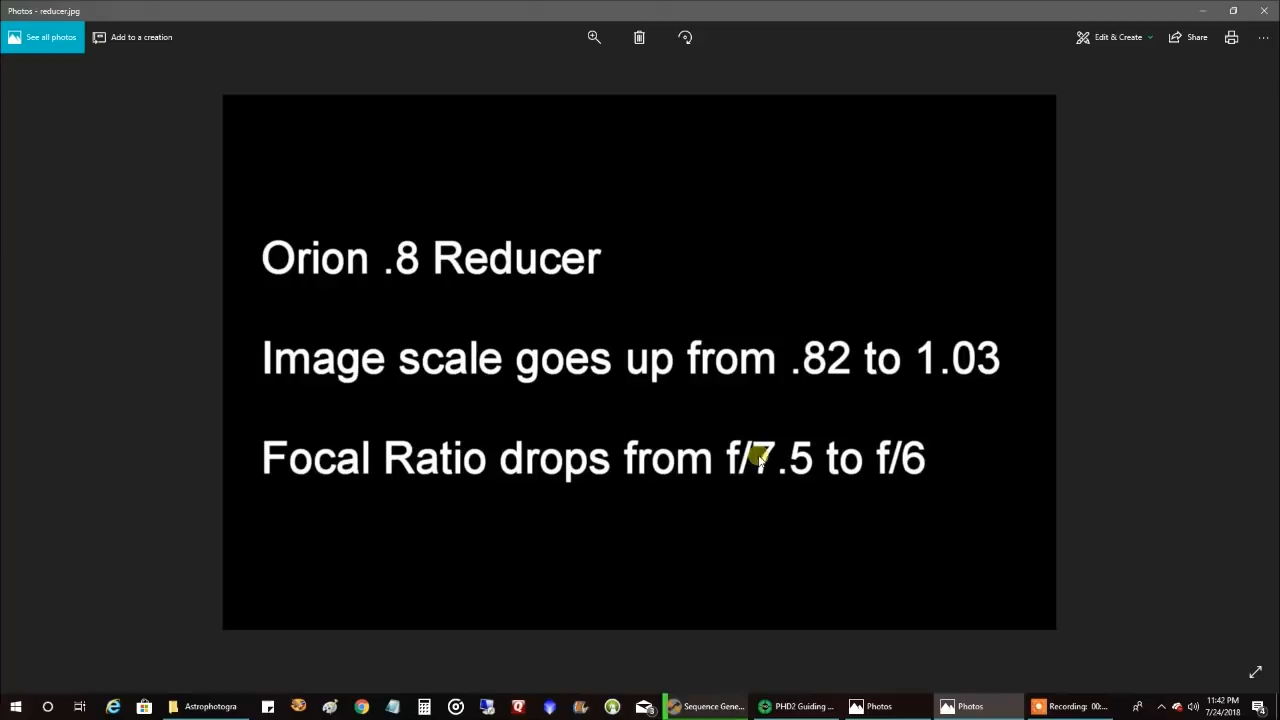 Photos - reducer.jpg
See all photos
Add to a creation
Edit & Create
Share
Orion .8 Reducer
Image scale goes up from .82 to 1.03
Focal Ratio drops from f/7.5 to f/6
Astrophotogra
Sequence Gene...
PHD2 Guiding ...
Photos
Photos
Recording: 00:...
11:42 PM
7/24/2018